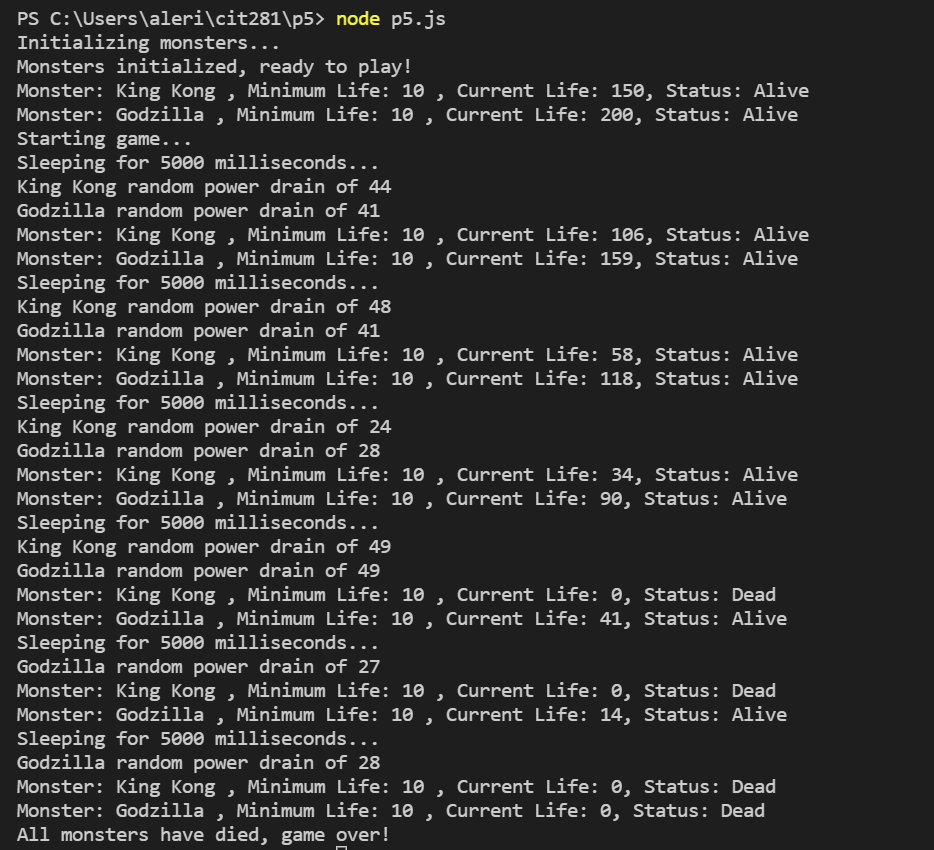 PS C:\Users\aleri\cit281\p5> node p5.js
Initializing monsters...
Monsters initialized, ready to play!
Monster: King Kong , Minimum Life: 10 , Current Life: 150, Status: Alive
Monster: Godzilla , Minimum Life: 10 , Current Life: 200, Status: Alive
Starting game...
Sleeping for 5000 milliseconds...
King Kong random power drain of 44
Godzilla random power drain of 41
Monster: King Kong , Minimum Life: 10 , Current Life: 106, Status: Alive
Monster: Godzilla , Minimum Life: 10 , Current Life: 159, Status: Alive
Sleeping for 5000 milliseconds...
King Kong random power drain of 48
Godzilla random power drain of 41
Monster: King Kong , Minimum Life: 10 , Current Life: 58, Status: Alive
Monster: Godzilla , Minimum Life: 10 , Current Life: 118, Status: Alive
Sleeping for 5000 milliseconds...
King Kong random power drain of 24
Godzilla random power drain of 28
Monster: King Kong , Minimum Life: 10 , Current Life: 34, Status: Alive
Monster: Godzilla , Minimum Life: 10 , Current Life: 90, Status: Alive
Sleeping for 5000 milliseconds...
King Kong random power drain of 49
Godzilla random power drain of 49
Monster: King Kong , Minimum Life: 10 , Current Life: 0, Status: Dead
Monster: Godzilla , Minimum Life: 10 , Current Life: 41, Status: Alive
Sleeping for 5000 milliseconds...
Godzilla random power drain of 27
Monster: King Kong , Minimum Life: 10 , Current Life: 0, Status: Dead
Monster: Godzilla , Minimum Life: 10 , Current Life: 14, Status: Alive
Sleeping for 5000 milliseconds...
Godzilla random power drain of 28
Monster: King Kong , Minimum Life: 10 , Current Life: 0, Status: Dead
Monster: Godzilla , Minimum Life: 10 , Current Life: 0, Status: Dead
All monsters have died, game over!